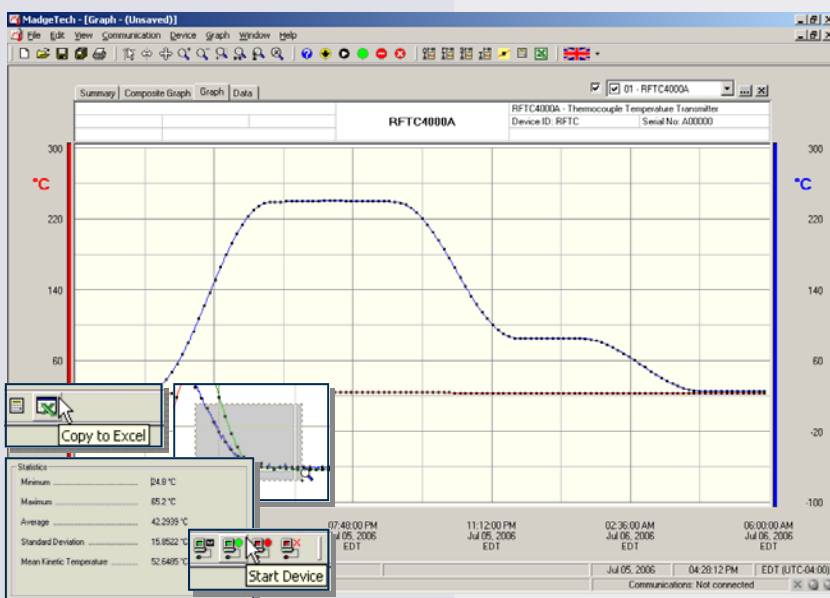 MadgeTech - [Graph - (Unsaved)]
File Edit View Communication Device Graph Window Help
Summary Composite Graph Graph Data
01 - RFTC4000A
RFTC4000A
RFTC4000A - Thermocouple Temperature Transmitter
Device ID: RFTC Serial No: A00000
300 300
°C °C
220 220
140 140
60 60
-20
-100
Copy to Excel
Statistics
Minimum 24.8 °C
Maximum 65.2 °C
Average 42.2939 °C
Standard Deviation 15.8522 °C
Mean Kinetic Temperature 52.6485 °C
Start Device
07:48:00 PM 11:12:00 PM 02:36:00 AM 06:00:00 AM
Jul 05, 2006 Jul 05, 2006 Jul 06, 2006 Jul 06, 2006
EDT EDT EDT EDT
Jul 05, 2006 04:28:12 PM EDT (UTC-04:00)
Communications: Not connected